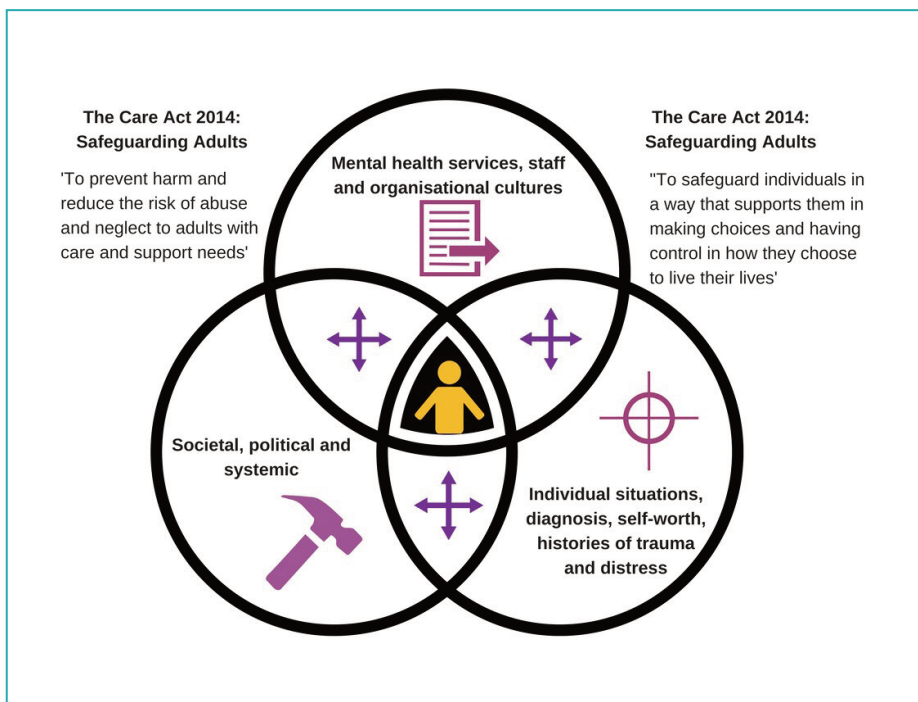 The Care Act 2014:
Safeguarding Adults
'To prevent harm and
reduce the risk of abuse
and neglect to adults with
care and support needs'
Mental health services, staff
and organisational cultures
The Care Act 2014:
Safeguarding Adults
"To safeguard individuals in
a way that supports them in
making choices and having
control in how they choose
to live their lives'
Societal, political and
systemic
Individual situations,
diagnosis, self-worth,
histories of trauma
and distress